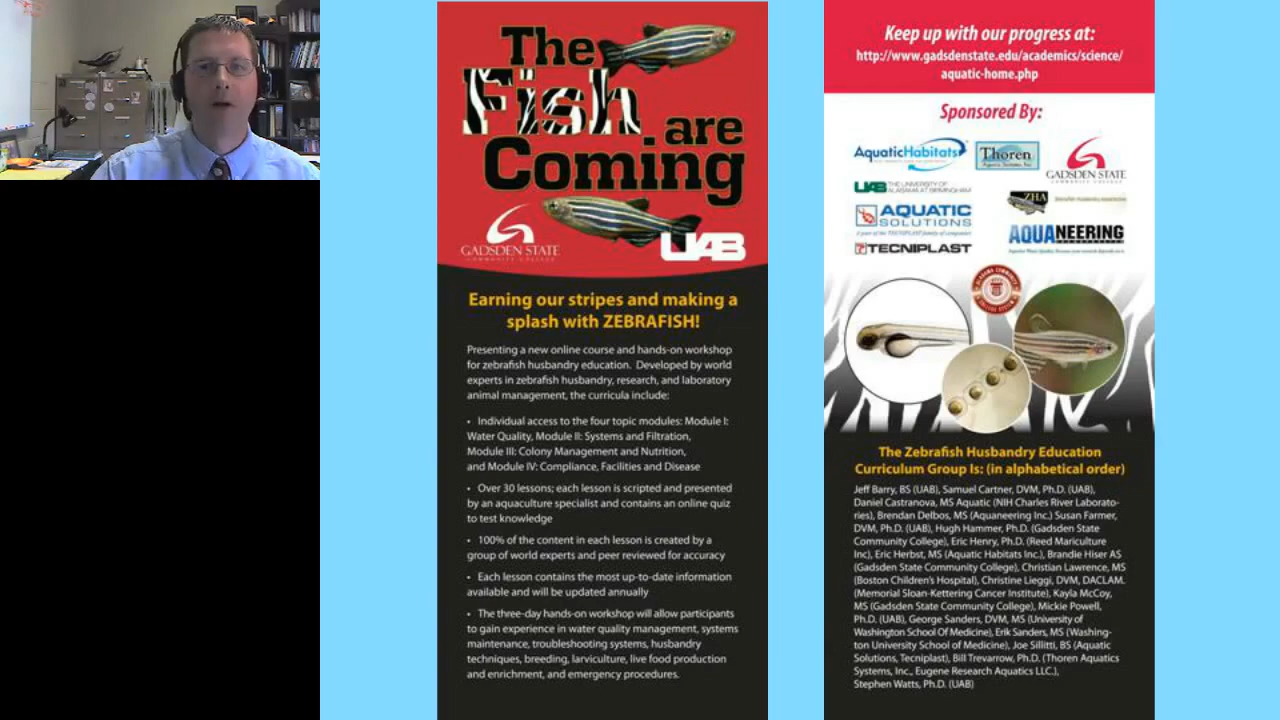 The
Fish
are
Coming
GADSDEN STATE
COMMUNITY COLLEGE
UAB
Earning our stripes and making a
splash with ZEBRAFISH!
Presenting a new online course and hands-on workshop
for zebrafish husbandry education. Developed by world
experts in zebrafish husbandry, research, and laboratory
animal management, the curricula include:
• Individual access to the four topic modules: Module I:
Water Quality, Module II: Systems and Filtration,
Module III: Colony Management and Nutrition,
and Module IV: Compliance, Facilities and Disease
• Over 30 lessons; each lesson is scripted and presented
by an aquaculture specialist and contains an online quiz
to test knowledge
• 100% of the content in each lesson is created by a
group of world experts and peer reviewed for accuracy
• Each lesson contains the most up-to-date information
available and will be updated annually
• The three-day hands-on workshop will allow participants
to gain experience in water quality management, systems
maintenance, troubleshooting systems, husbandry
techniques, breeding, larviculture, live food production
and enrichment, and emergency procedures.
Keep up with our progress at:
http://www.gadsdenstate.edu/academics/science/
aquatic-home.php
Sponsored By:
AquaticHabitats
Thoren
Aquatic Systems, Inc.
GADSDEN STATE
COMMUNITY COLLEGE
UAB THE UNIVERSITY OF
ALABAMA AT BIRMINGHAM
ZHA
AQUATIC
SOLUTIONS
A part of the TECNIPLAST family of companies
AQUANEERING
INCORPORATED
TECNIPLAST
The Zebrafish Husbandry Education
Curriculum Group Is: (in alphabetical order)
Jeff Barry, BS (UAB), Samuel Cartner, DVM, Ph.D. (UAB),
Daniel Castranova, MS Aquatic (NIH Charles River Laborato-
ries), Brendan Delbos, MS (Aquaneering Inc.) Susan Farmer,
DVM, Ph.D. (UAB), Hugh Hammer, Ph.D. (Gadsden State
Community College), Eric Henry, Ph.D. (Reed Mariculture
Inc), Eric Herbst, MS (Aquatic Habitats Inc.), Brandie Hiser AS
(Gadsden State Community College), Christian Lawrence, MS
(Boston Children's Hospital), Christine Lieggi, DVM, DACLAM.
(Memorial Sloan-Kettering Cancer Institute), Kayla McCoy,
MS (Gadsden State Community College), Mickie Powell,
Ph.D. (UAB), George Sanders, DVM, MS (University of
Washington School Of Medicine), Erik Sanders, MS (Washing-
ton University School of Medicine), Joe Sillitti, BS (Aquatic
Solutions, Tecniplast), Bill Trevarrow, Ph.D. (Thoren Aquatics
Systems, Inc., Eugene Research Aquatics LLC.),
Stephen Watts, Ph.D. (UAB)